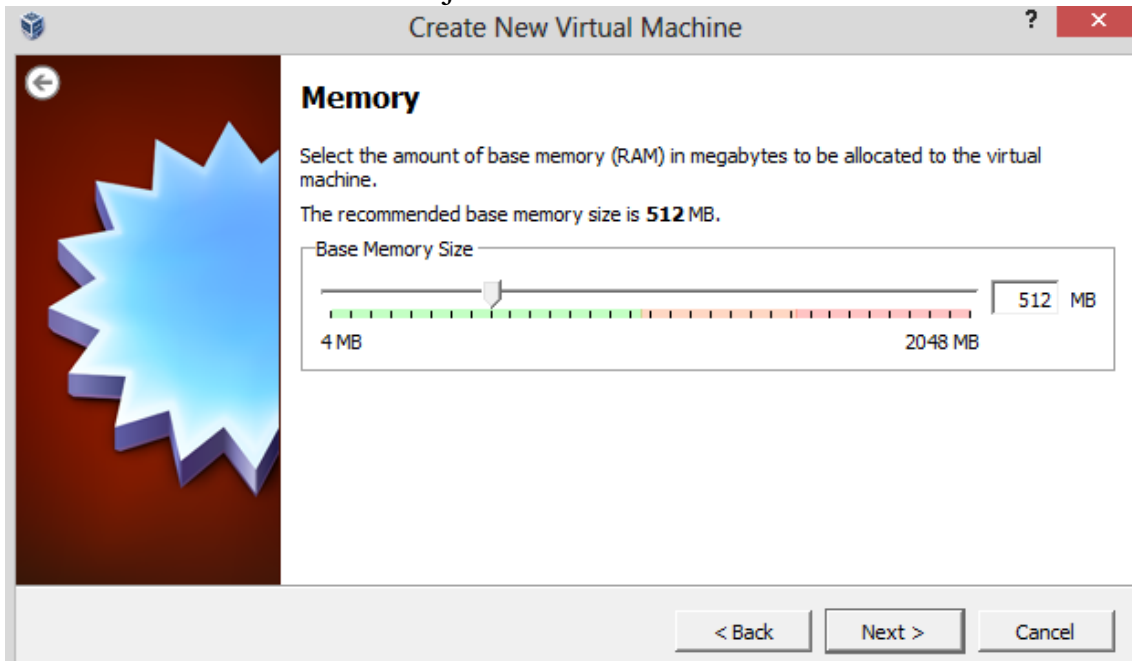 Create New Virtual Machine
?
×
Memory
Select the amount of base memory (RAM) in megabytes to be allocated to the virtual
machine.
The recommended base memory size is 512 MB.
Base Memory Size
512 MB
4 MB 2048 MB
< Back Next > Cancel